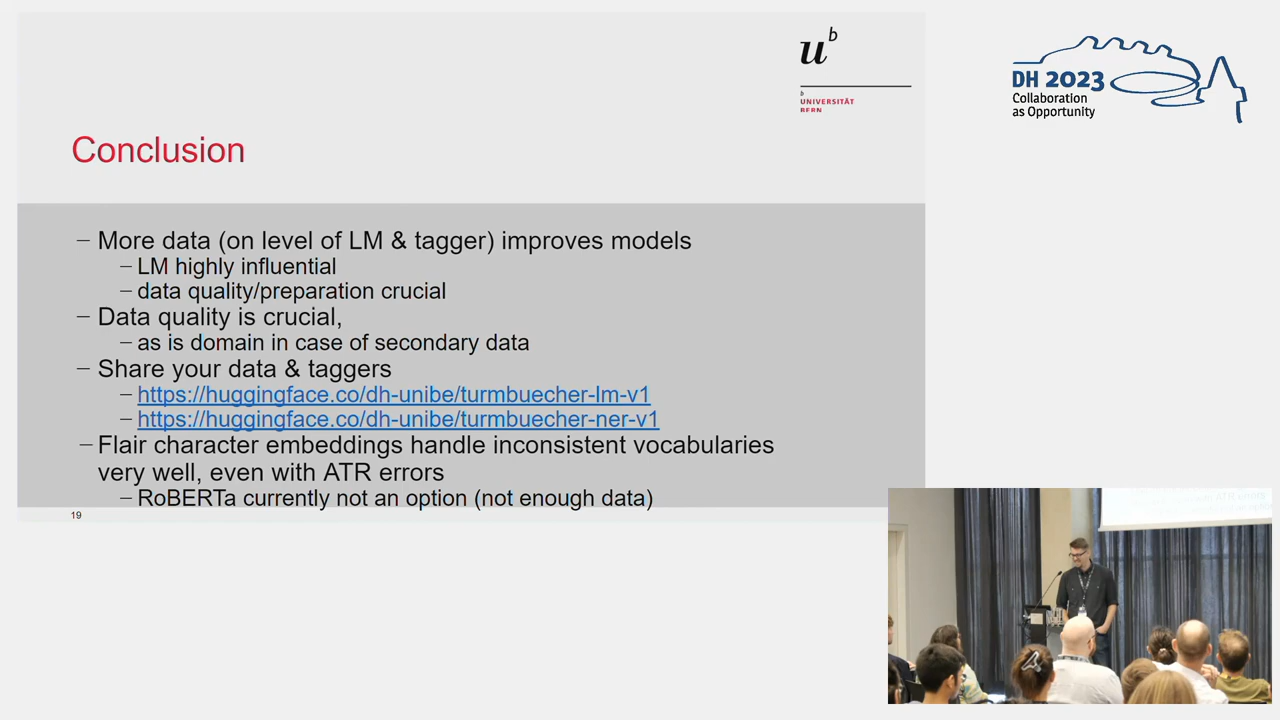 u b
b
UNIVERSITÄT
BERN
DH 2023
Collaboration
as Opportunity
Conclusion
– More data (on level of LM & tagger) improves models
– LM highly influential
– data quality/preparation crucial
– Data quality is crucial,
– as is domain in case of secondary data
– Share your data & taggers
– https://huggingface.co/dh-unibe/turmbuecher-lm-v1
– https://huggingface.co/dh-unibe/turmbuecher-ner-v1
– Flair character embeddings handle inconsistent vocabularies
very well, even with ATR errors
– RoBERTa currently not an option (not enough data)
19